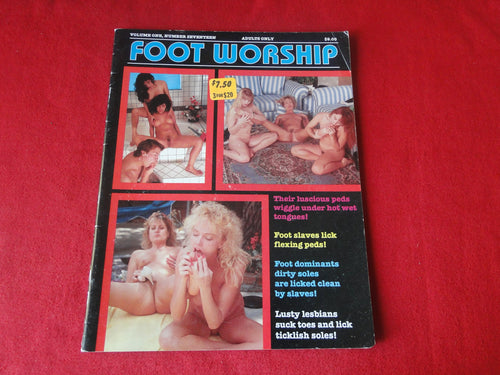 VOLUME ONE, NUMBER SEVENTEEN
ADULTS ONLY
$8.00
FOOT WORSHIP
$7.50
3 FOR $20
Their luscious peds
wiggle under hot wet
tongues!
Foot slaves lick
flexing peds!
Foot dominants
dirty soles
are licked clean
by slaves!
Lusty lesbians
suck toes and lick
ticklish soles!